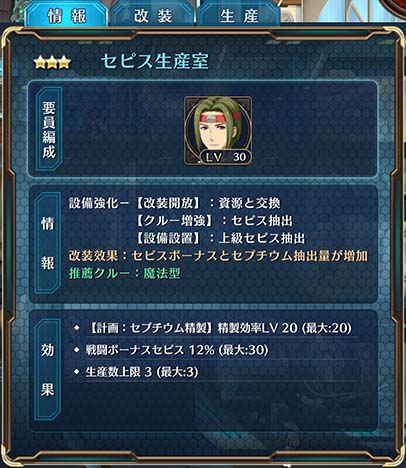 情報 改装 生産
セピス生産室
要員編成
LV 30
情報
設備強化－【改装開放】：資源と交換
【クルー増強】：セピス抽出
【設備設置】：上級セピス抽出
改装効果：セピスボーナスとセプチウム抽出量が増加
推薦クルー：魔法型
効果
◆ 【計画：セプチウム精製】精製効率LV 20 (最大:20)
◆ 戦闘ボーナスセピス 12% (最大:30)
◆ 生産数上限 3 (最大:3)